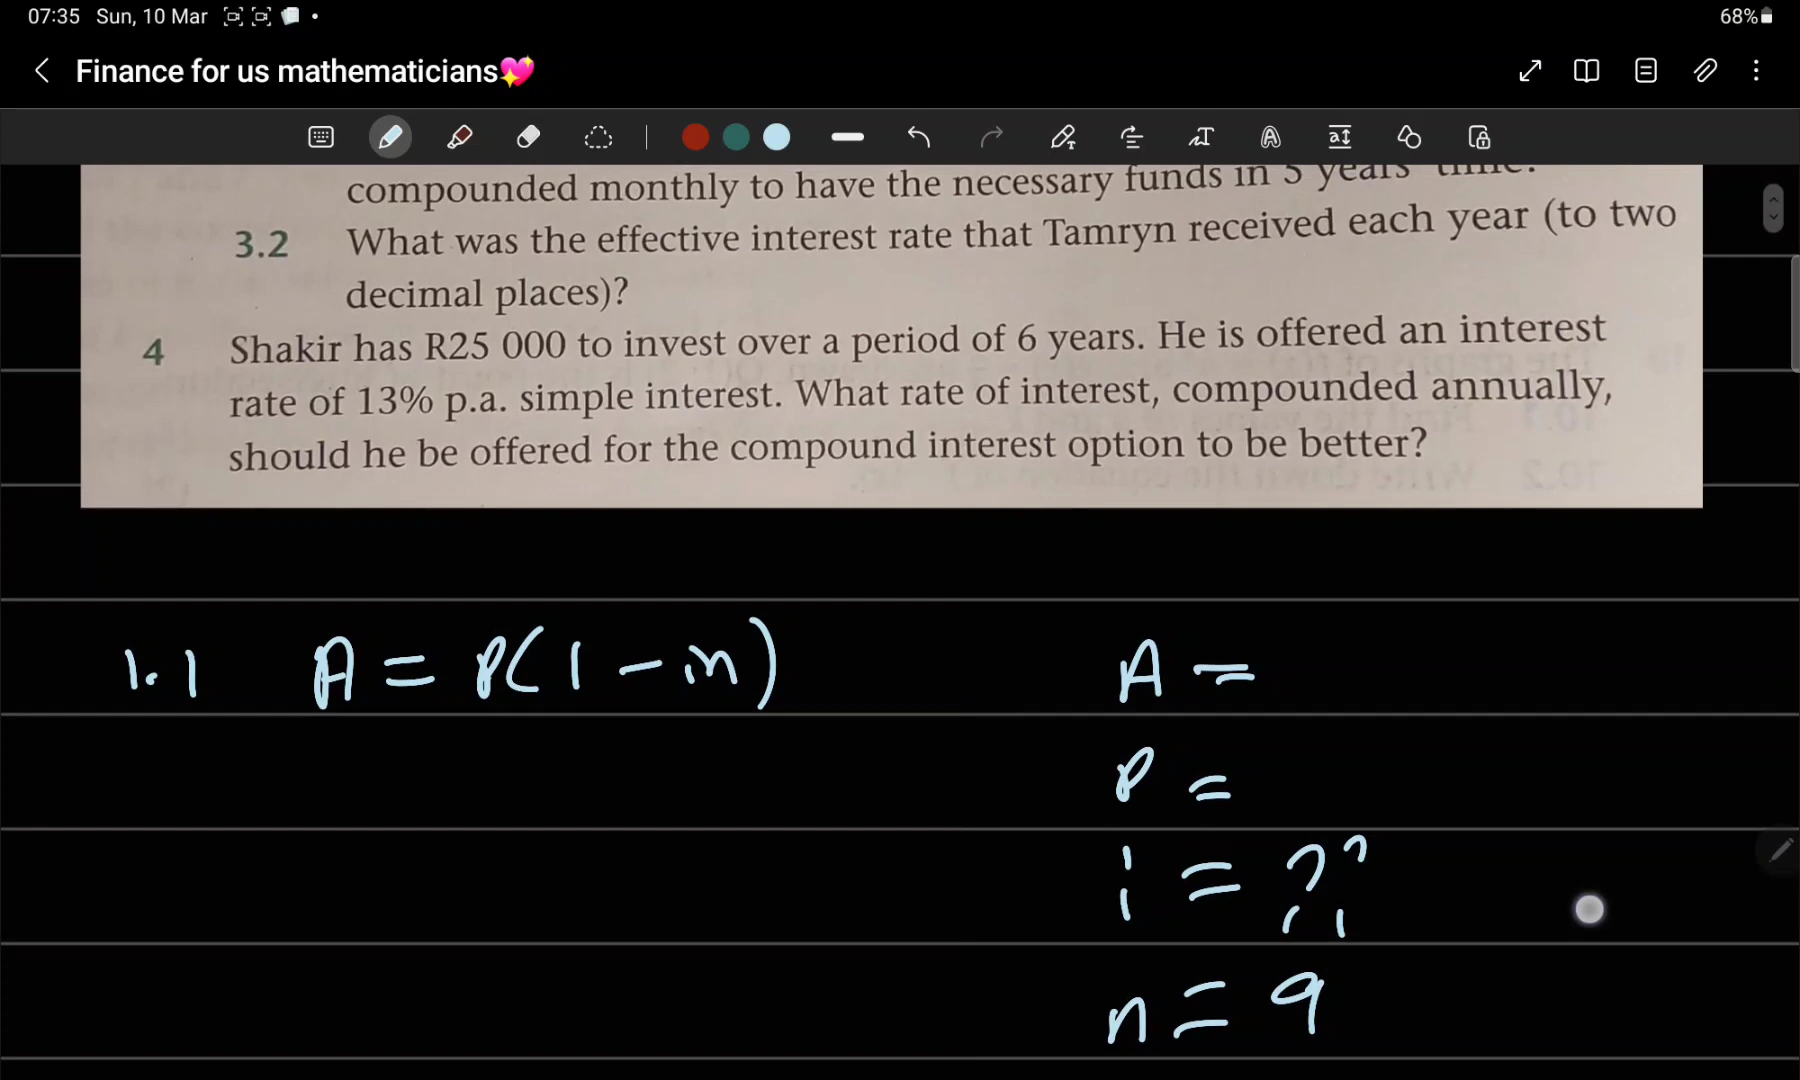 07:35 Sun, 10 Mar
68%
Finance for us mathematicians💖
compounded monthly to have the necessary funds in 5 years' time?
3.2 What was the effective interest rate that Tamryn received each year (to two
decimal places)?
4 Shakir has R25 000 to invest over a period of 6 years. He is offered an interest
rate of 13% p.a. simple interest. What rate of interest, compounded annually,
should he be offered for the compound interest option to be better?
1.1 A = P(1 - in) A =
P =
i = ??
n = 9